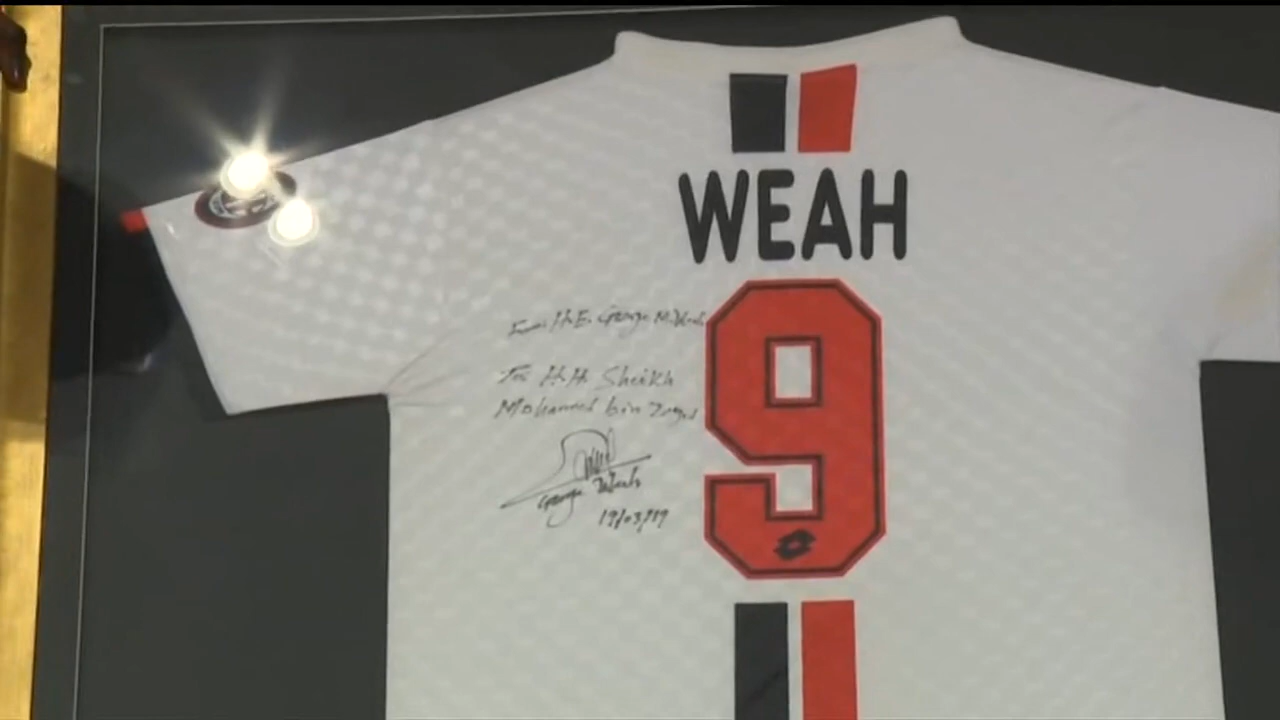 WEAH
9
From H.E. George M. Weah
To: H.H. Sheikh
Mohammed bin Zayed
George Weah
19/03/19